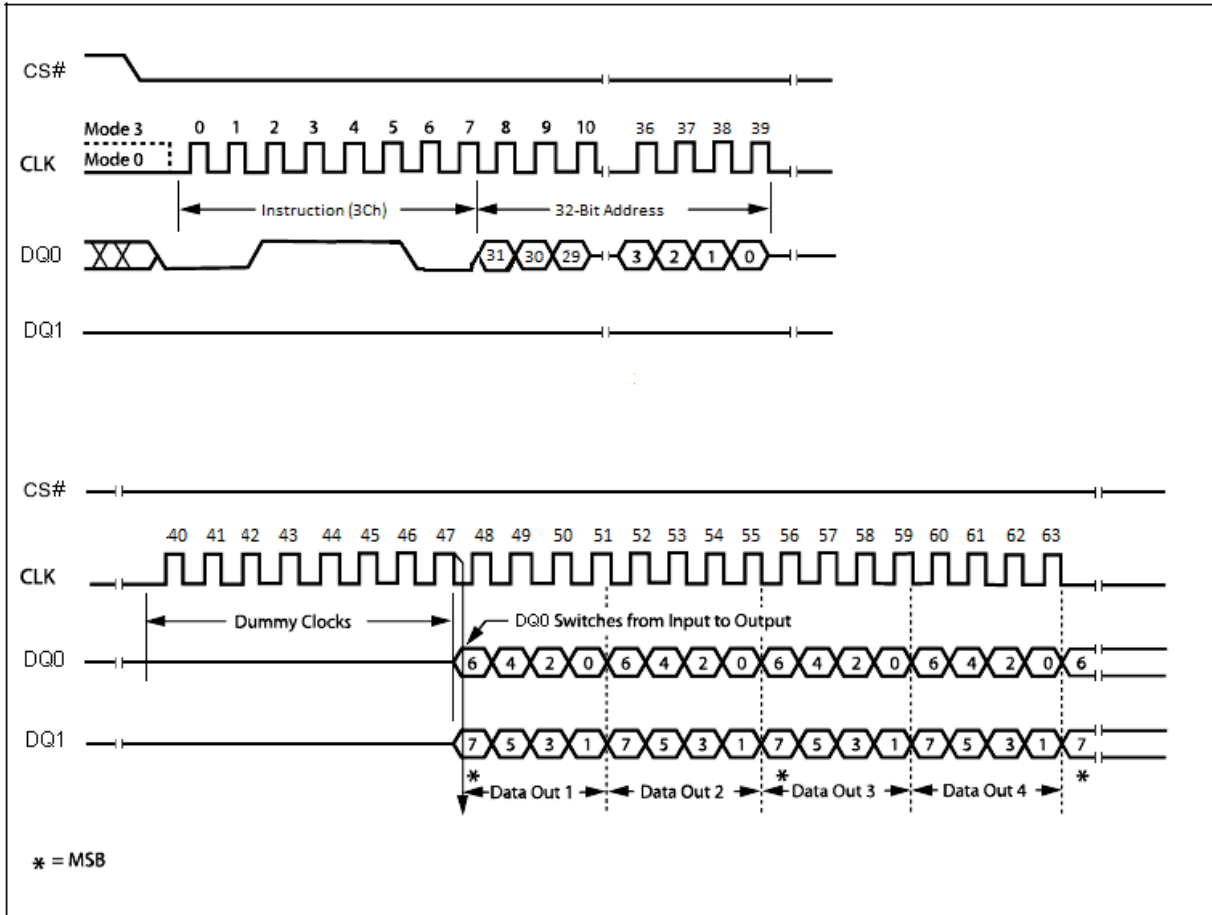 CS#
Mode 3 0 1 2 3 4 5 6 7 8 9 10 36 37 38 39
CLK Mode 0
Instruction (3Ch) 32-Bit Address
DQ0 31 30 29 3 2 1 0
DQ1
CS#
40 41 42 43 44 45 46 47 48 49 50 51 52 53 54 55 56 57 58 59 60 61 62 63
CLK
Dummy Clocks DQ0 Switches from Input to Output
DQ0 6 4 2 0 6 4 2 0 6 4 2 0 6 4 2 0 6
DQ1 7 5 3 1 7 5 3 1 7 5 3 1 7 5 3 1 7
* * *
Data Out 1 Data Out 2 Data Out 3 Data Out 4
* = MSB